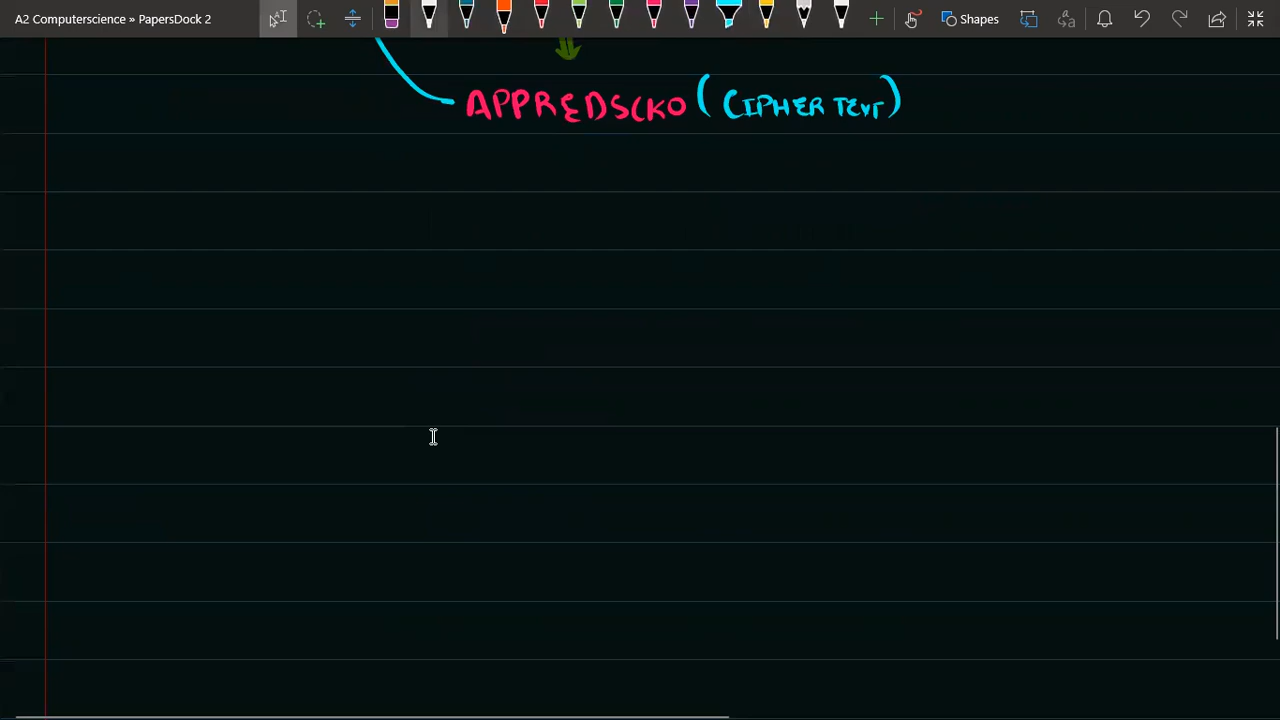 A2 Computerscience » PapersDock 2
Shapes
APPREDSCKO (CIPHER TEXT)